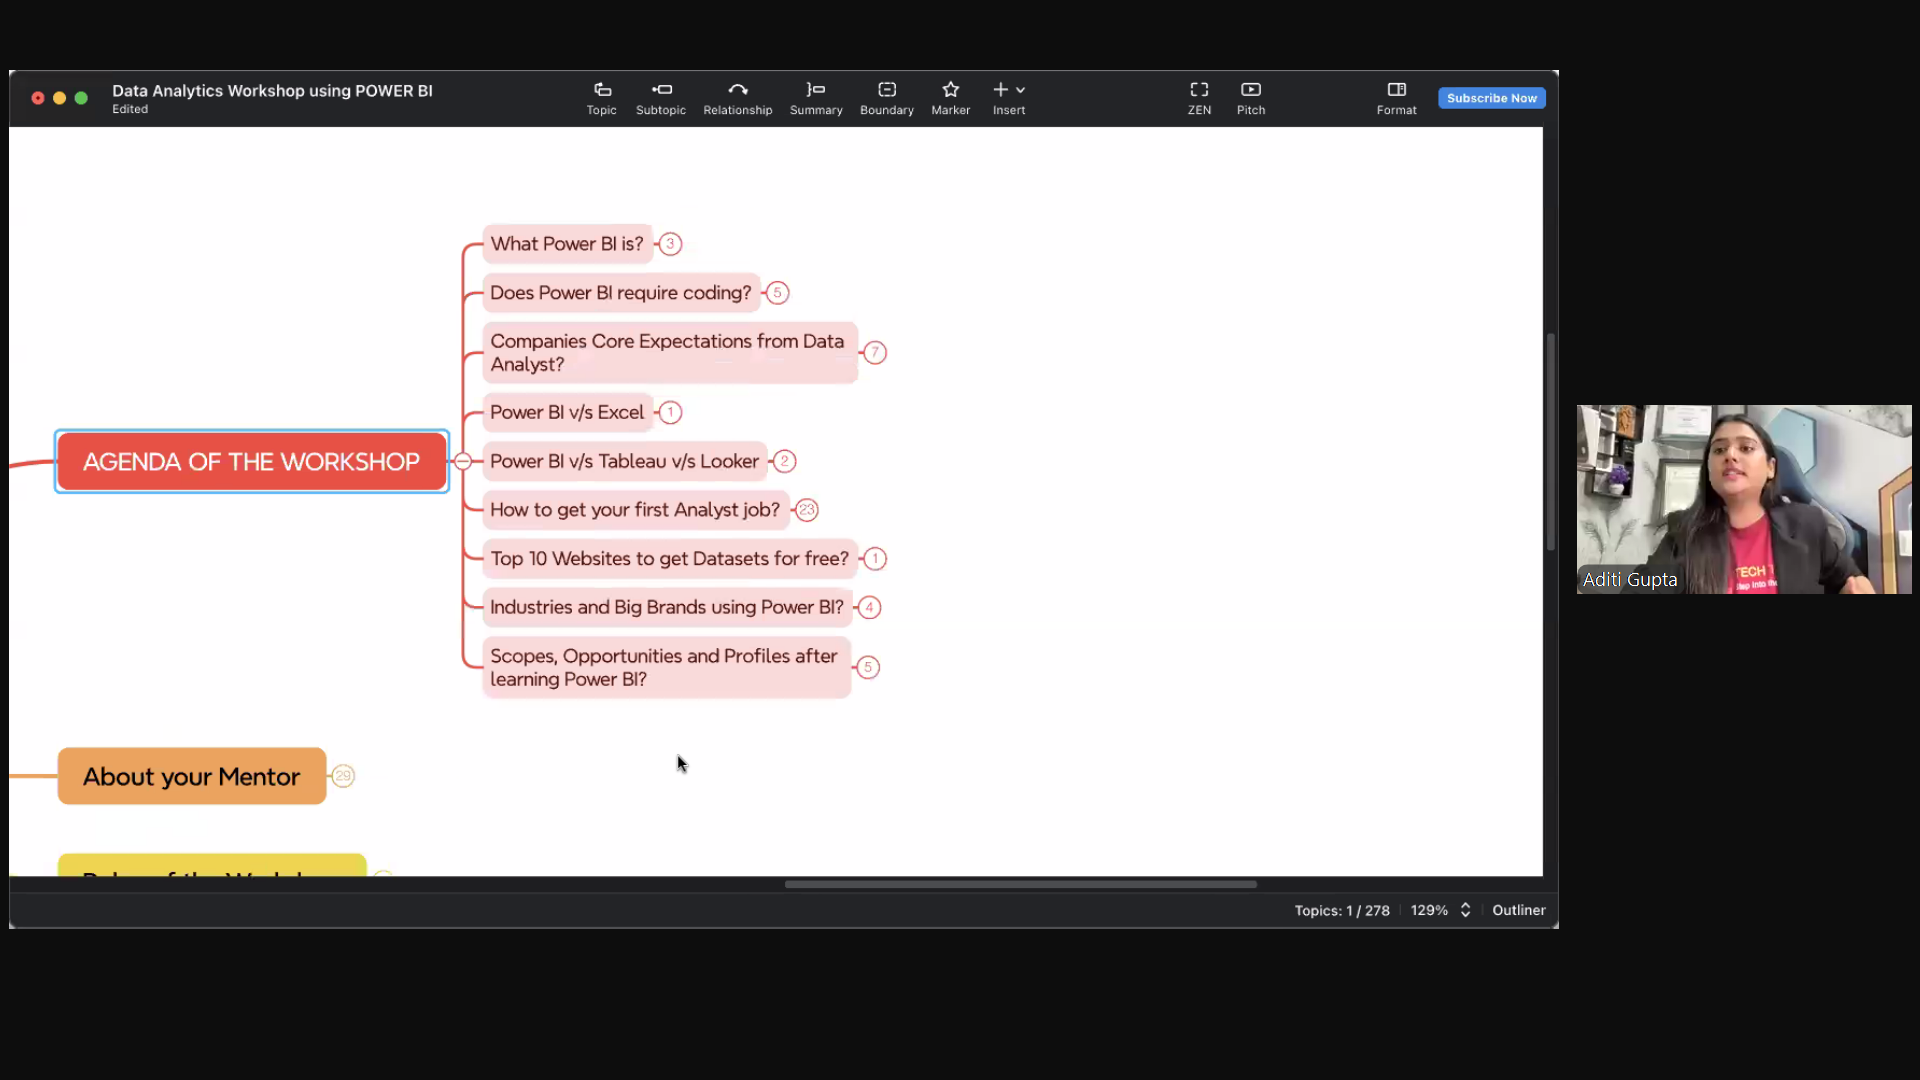 Data Analytics Workshop using POWER BI
Edited
Topic
Subtopic
Relationship
Summary
Boundary
Marker
Insert
ZEN
Pitch
Format
Subscribe Now
What Power BI is?
3
Does Power BI require coding?
5
Companies Core Expectations from Data
Analyst?
7
Power BI v/s Excel
1
AGENDA OF THE WORKSHOP
Power BI v/s Tableau v/s Looker
2
How to get your first Analyst job?
23
Top 10 Websites to get Datasets for free?
1
Industries and Big Brands using Power BI?
4
Scopes, Opportunities and Profiles after
learning Power BI?
5
About your Mentor
29
TECH
Step Into the
Aditi Gupta
Topics: 1 / 278
129%
Outliner